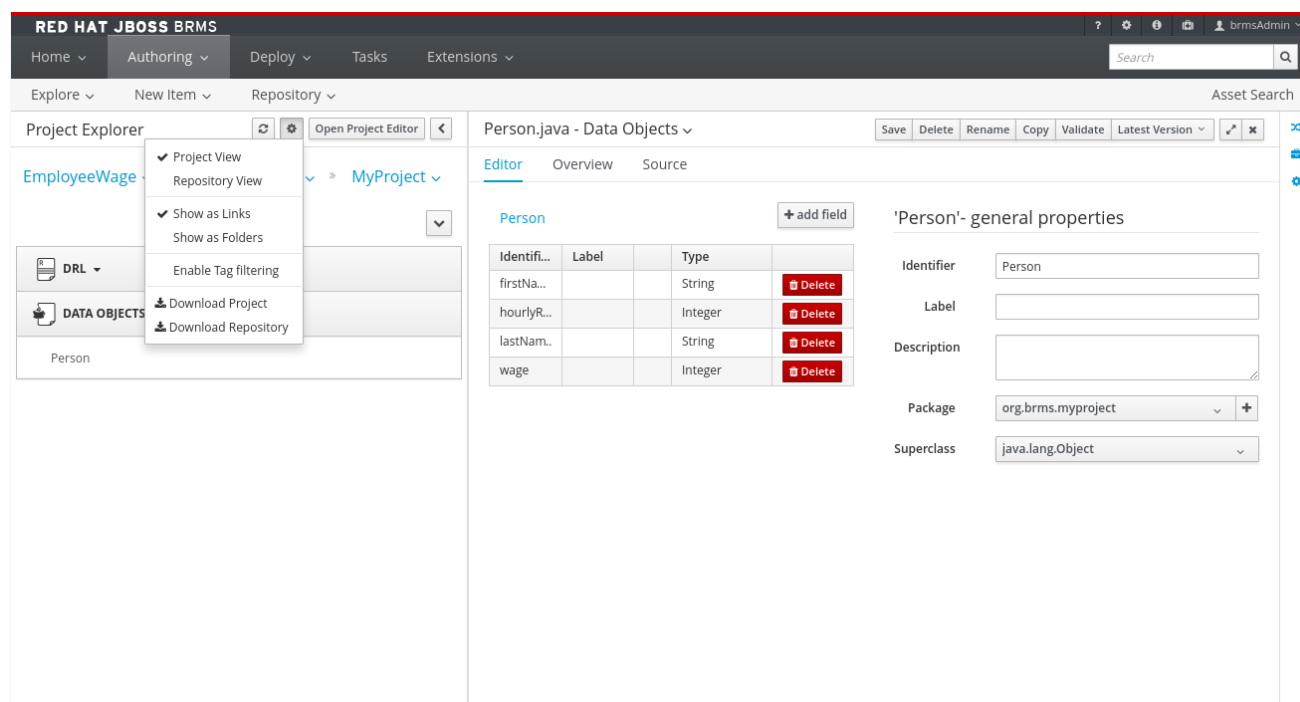 RED HAT JBOSS BRMS
? brmsAdmin
Home Authoring Deploy Tasks Extensions Search
Explore New Item Repository Asset Search
Project Explorer Open Project Editor
Project View
Repository View
Show as Links
Show as Folders
Enable Tag filtering
Download Project
Download Repository
EmployeeWage » MyProject
R DRL
DATA OBJECTS
Person
Person.java - Data Objects Save Delete Rename Copy Validate Latest Version
Editor Overview Source
Person + add field
Identifi... Label Type
firstNa... String Delete
hourlyR... Integer Delete
lastNam.. String Delete
wage Integer Delete
'Person'- general properties
Identifier Person
Label
Description
Package org.brms.myproject +
Superclass java.lang.Object